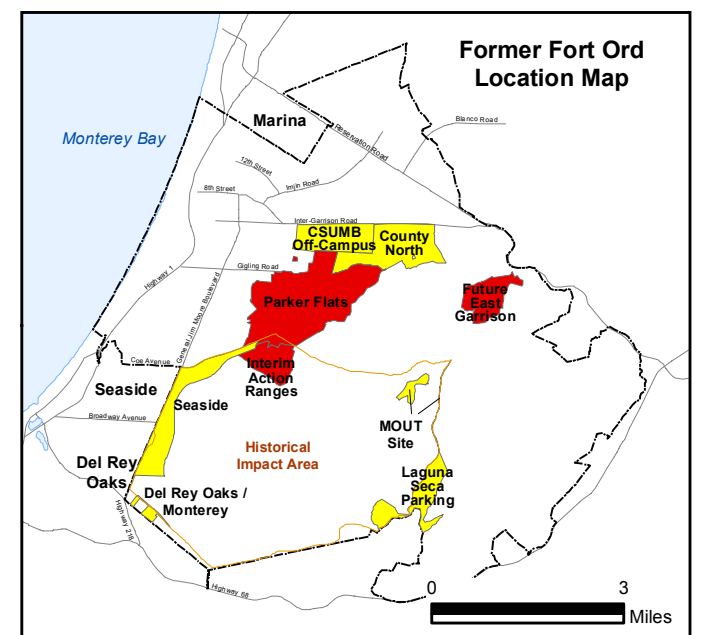 Former Fort Ord
Location Map
Marina
Blanco Road
Monterey Bay
Reservation Road
12th Street
Imjin Road
8th Street
Inter-Garrison Road
CSUMB
Off-Campus
County
North
Gigling Road
Highway 1
Parker Flats
Future
East
Garrison
General Jim Moore Boulevard
Coe Avenue
Interim
Action
Ranges
Seaside
Seaside
Broadway Avenue
MOUT
Site
Historical
Impact Area
Del Rey
Oaks
Laguna
Seca
Parking
Del Rey Oaks /
Monterey
Highway 218
Highway 68
0 3
Miles